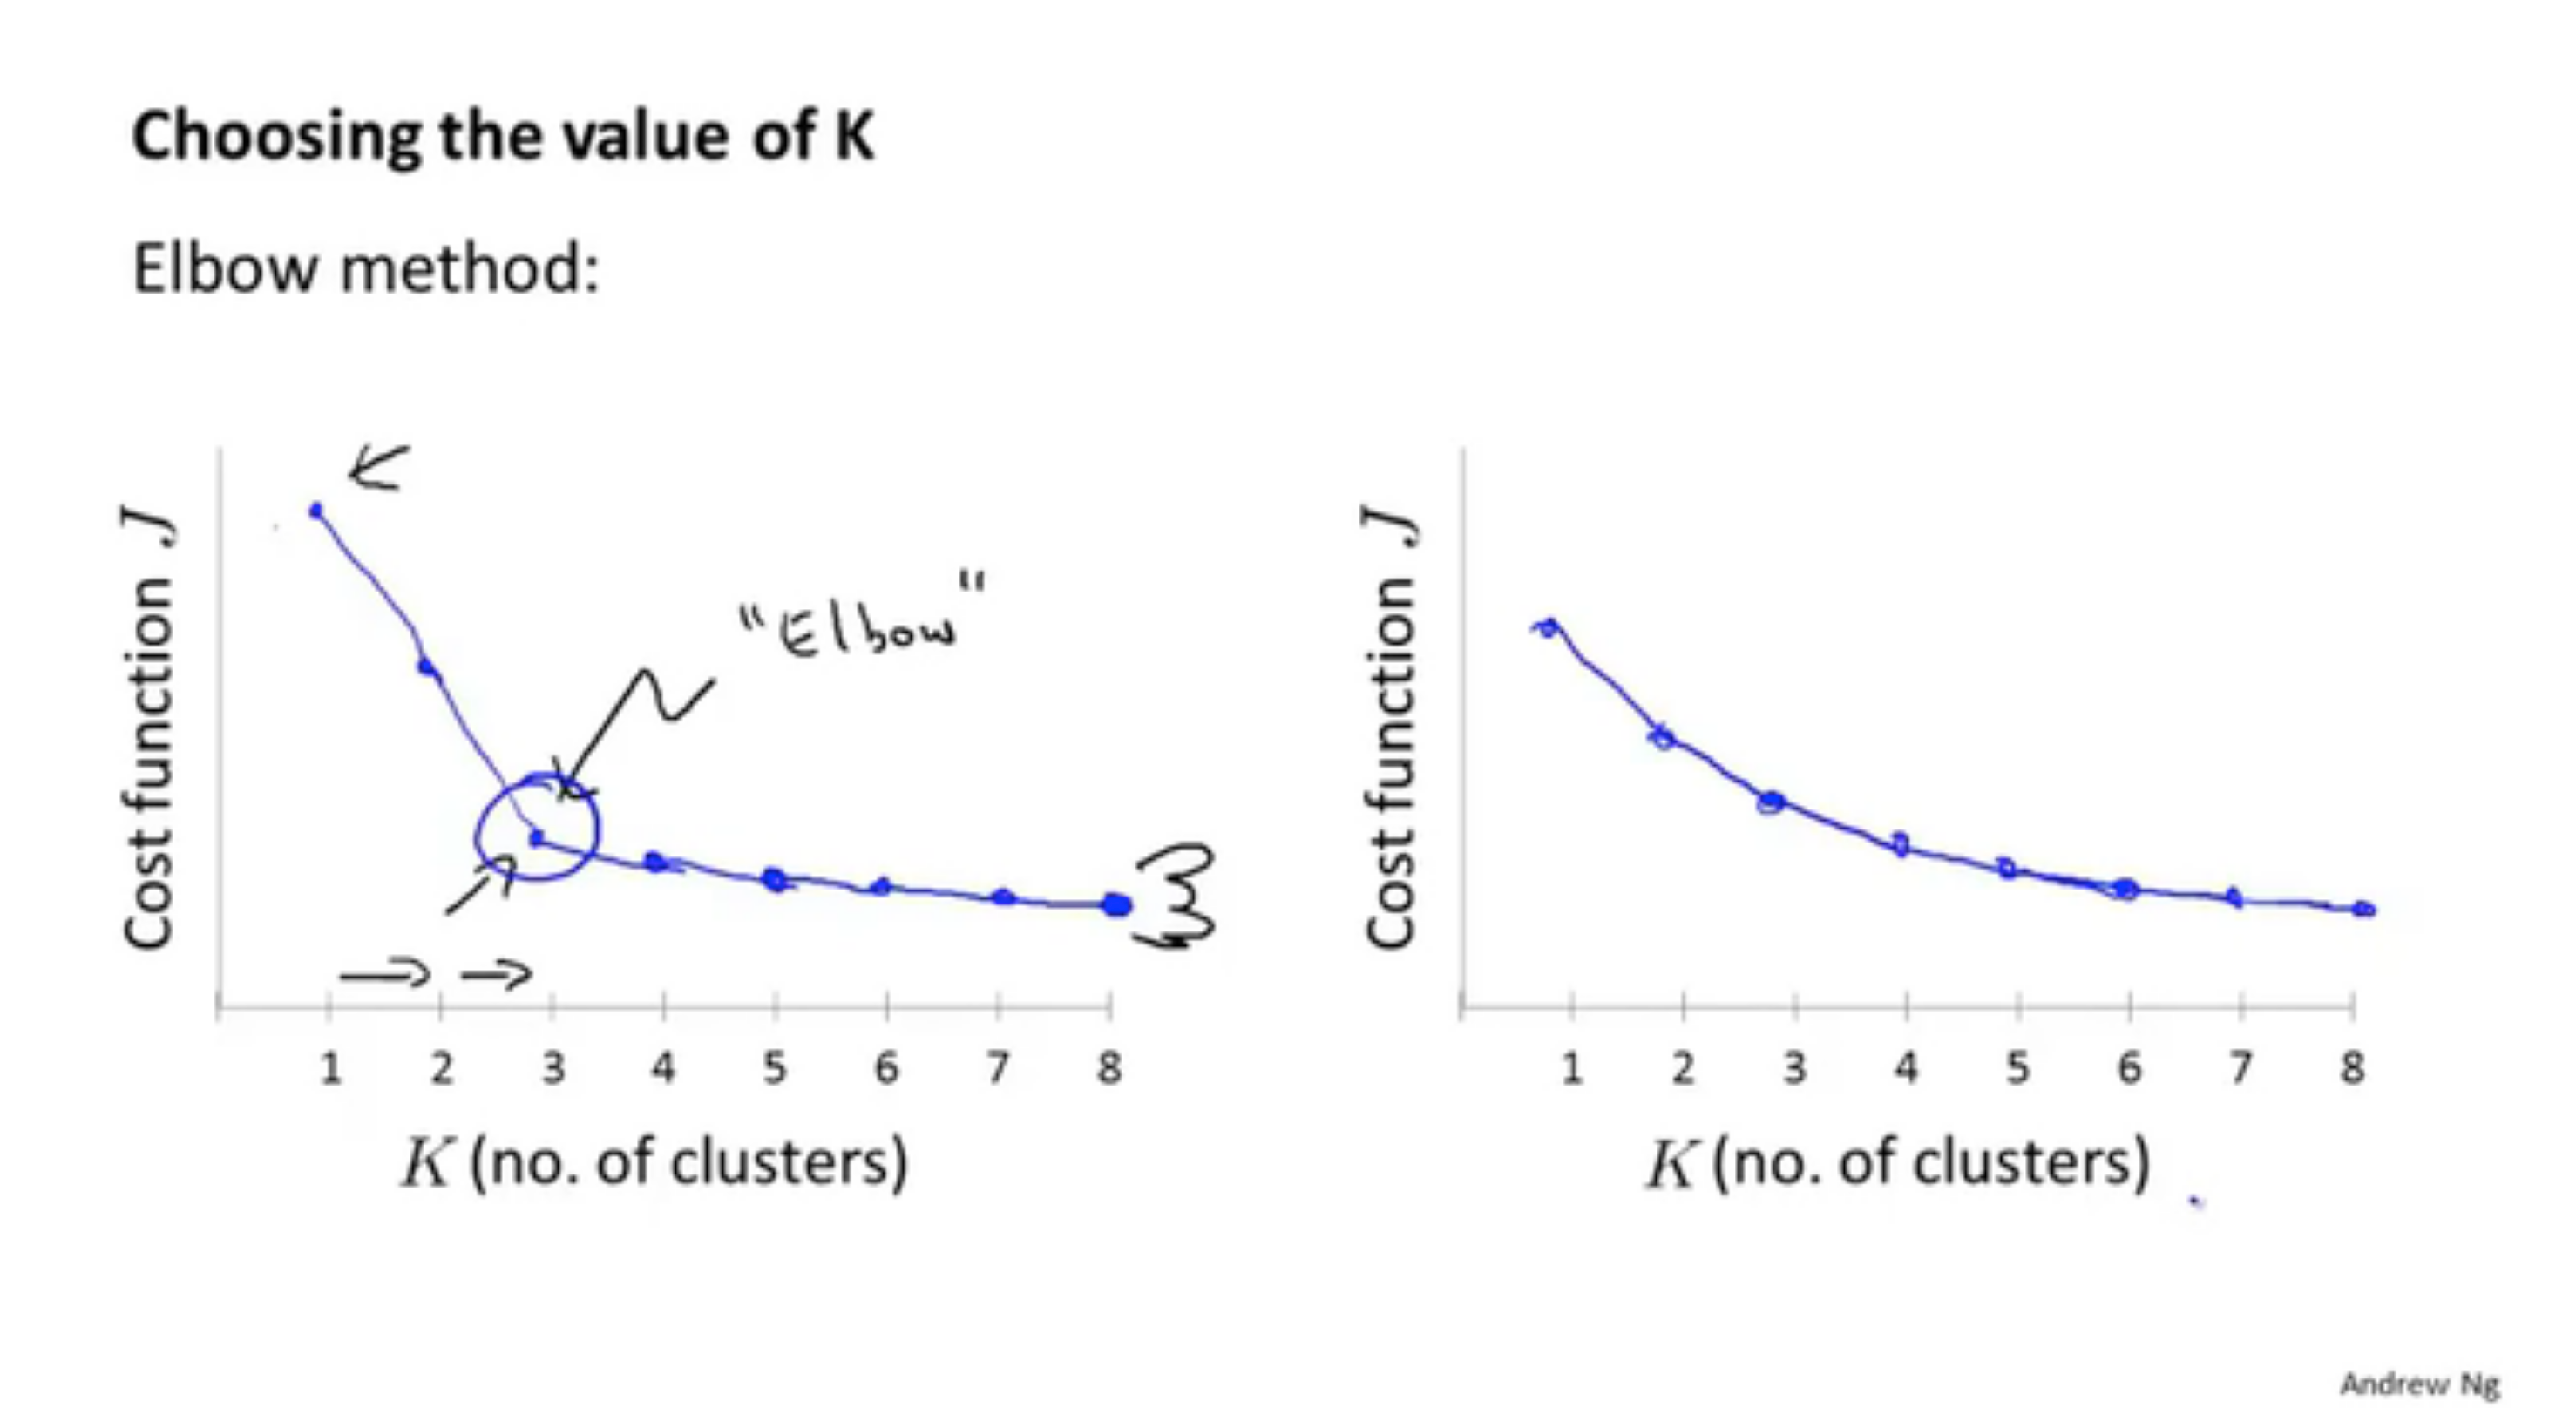 Choosing the value of K
Elbow method:
Cost function J
"Elbow"
1 2 3 4 5 6 7 8
K (no. of clusters)
Cost function J
1 2 3 4 5 6 7 8
K (no. of clusters)
Andrew Ng